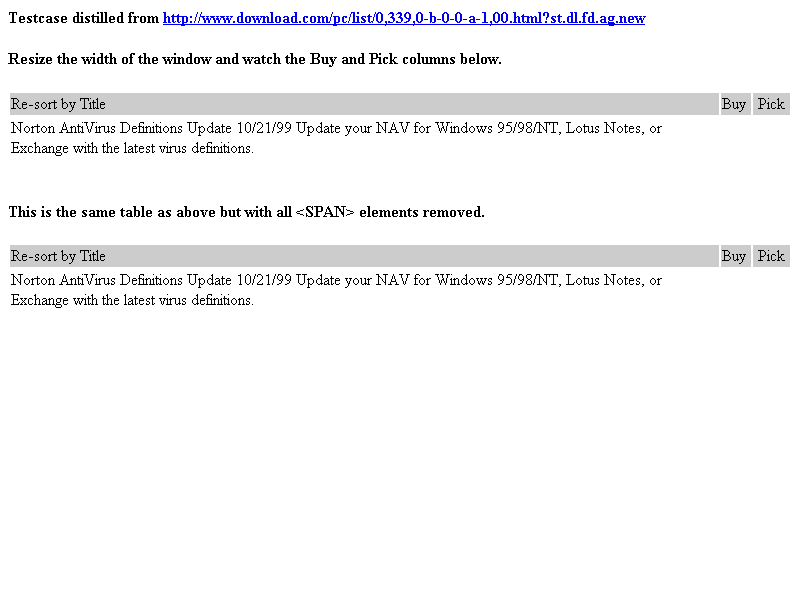 Testcase distilled from http://www.download.com/pc/list/0,339,0-b-0-0-a-1,00.html?st.dl.fd.ag.new
Resize the width of the window and watch the Buy and Pick columns below.
Re-sort by Title Buy Pick
Norton AntiVirus Definitions Update 10/21/99 Update your NAV for Windows 95/98/NT, Lotus Notes, or
Exchange with the latest virus definitions.
This is the same table as above but with all <SPAN> elements removed.
Re-sort by Title Buy Pick
Norton AntiVirus Definitions Update 10/21/99 Update your NAV for Windows 95/98/NT, Lotus Notes, or
Exchange with the latest virus definitions.